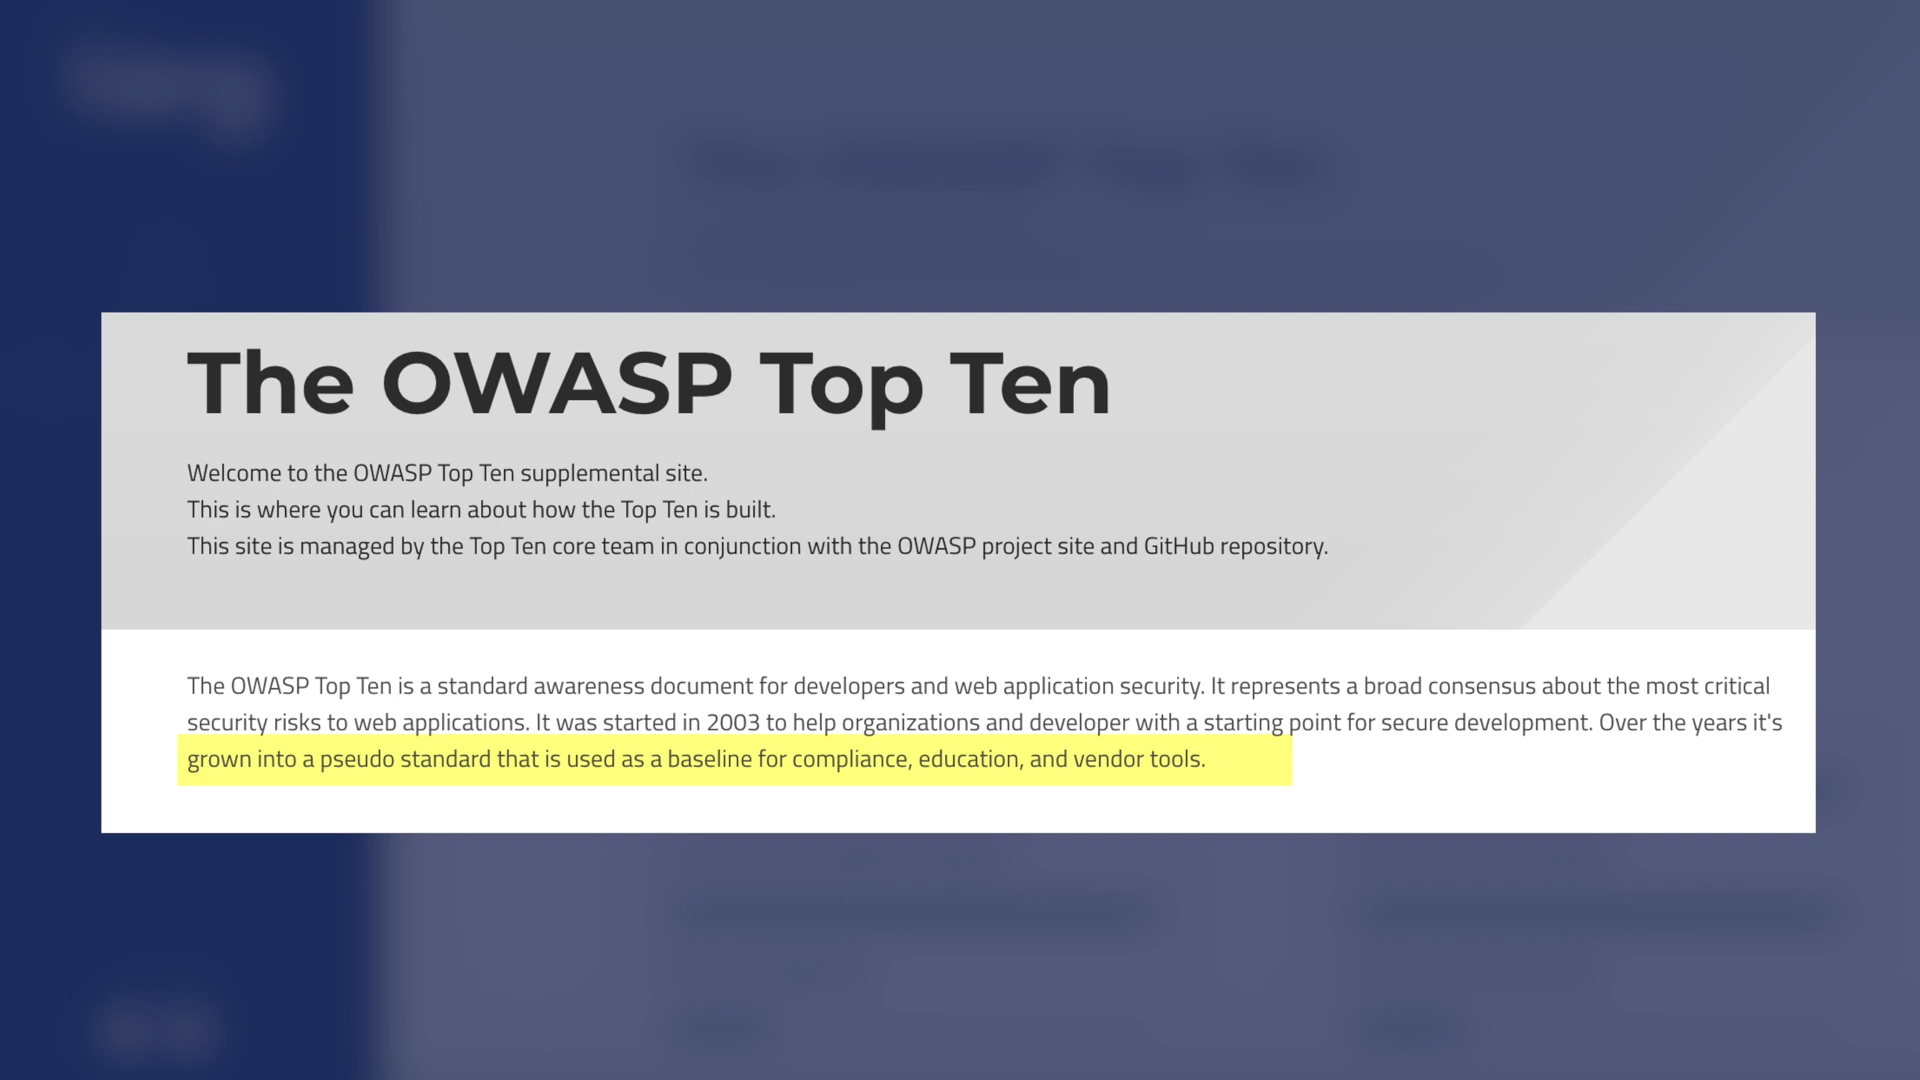 The OWASP Top Ten
Welcome to the OWASP Top Ten supplemental site.
This is where you can learn about how the Top Ten is built.
This site is managed by the Top Ten core team in conjunction with the OWASP project site and GitHub repository.
The OWASP Top Ten is a standard awareness document for developers and web application security. It represents a broad consensus about the most critical
security risks to web applications. It was started in 2003 to help organizations and developer with a starting point for secure development. Over the years it's
grown into a pseudo standard that is used as a baseline for compliance, education, and vendor tools.